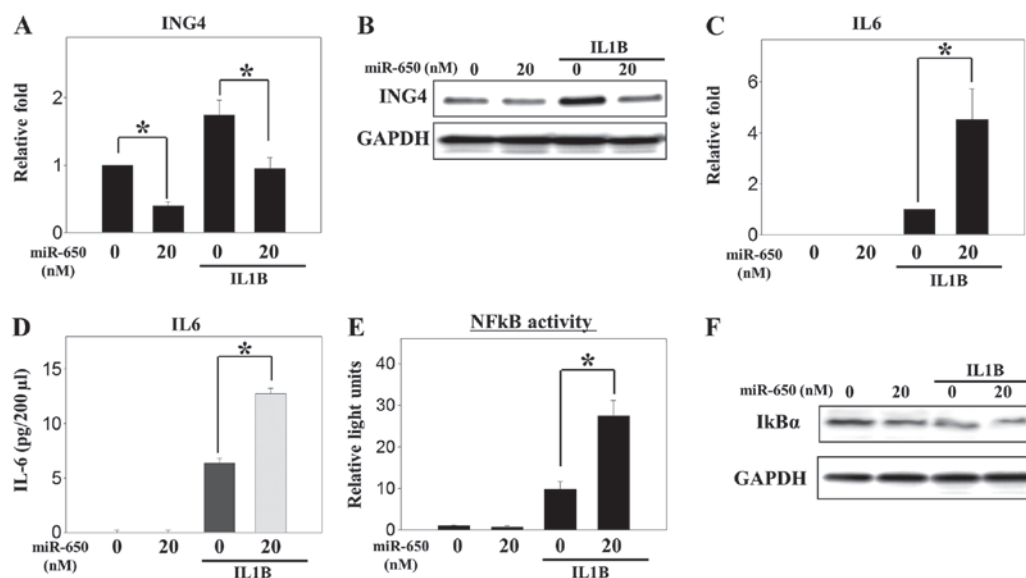 A
ING4
Relative fold
2
1
0
*
*
miR-650
(nM)
0 20 0 20
IL1B
B
IL1B
miR-650 (nM) 0 20 0 20
ING4
GAPDH
C
IL6
Relative fold
6
4
2
0
*
miR-650
(nM)
0 20 0 20
IL1B
D
IL6
IL-6 (pg/200 µl)
15
10
5
0
*
miR-650
(nM)
0 20 0 20
IL1B
E
NFkB activity
Relative light units
40
30
20
10
0
*
miR-650
(nM)
0 20 0 20
IL1B
F
IL1B
miR-650 (nM) 0 20 0 20
IkBα
GAPDH